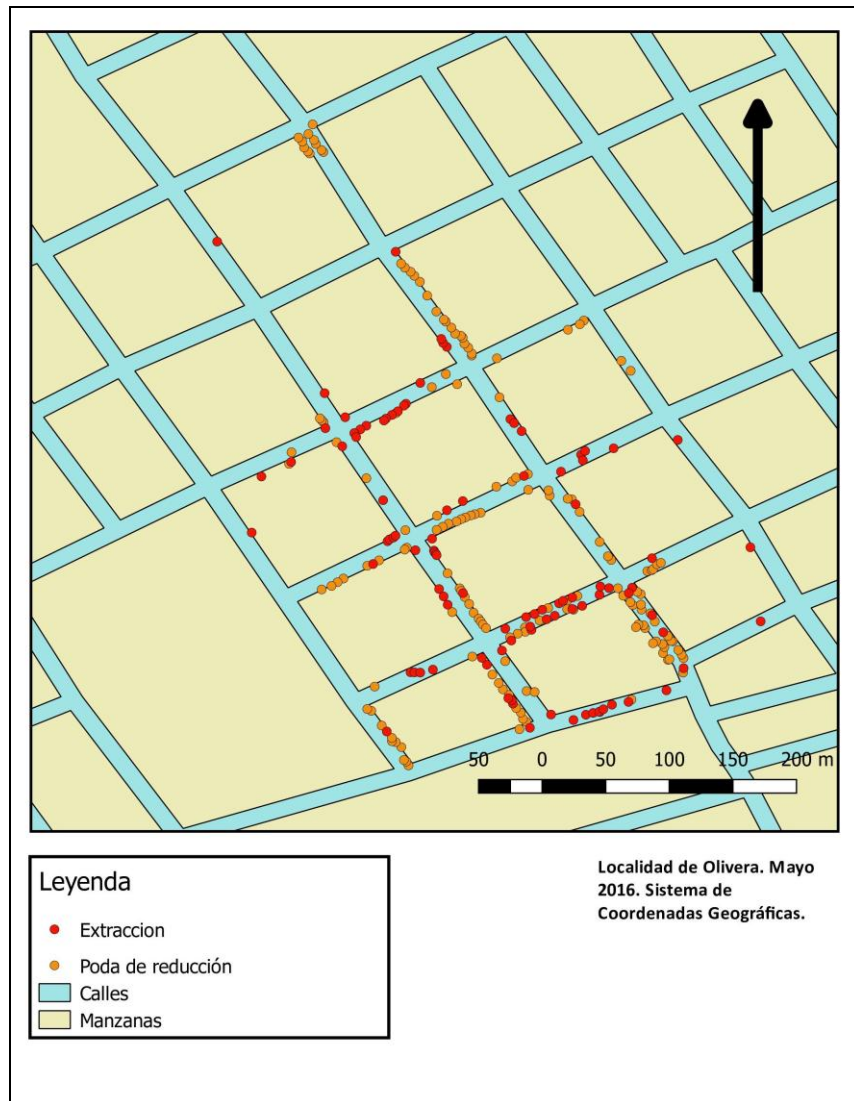 50 0 50 100 150 200 m
Leyenda
Extraccion
Poda de reducción
Calles
Manzanas
Localidad de Olivera. Mayo
2016. Sistema de
Coordenadas Geográficas.